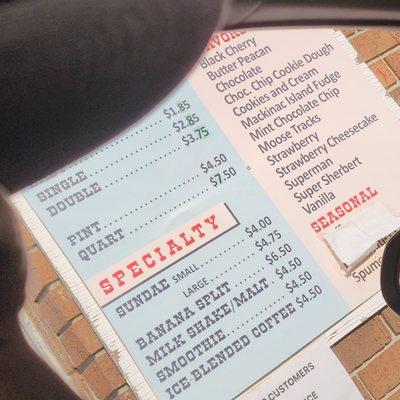 $1.85
SINGLE $2.85
DOUBLE $3.75
PINT $4.50
QUART $7.50
SPECIALTY
SUNDAE SMALL $4.00
LARGE $4.75
BANANA SPLIT $6.50
MILK SHAKE/MALT $4.50
SMOOTHIE $4.50
ICE-BLENDED COFFEE $4.50
Black Cherry
Butter Peacan
Chocolate
Choc. Chip Cookie Dough
Cookies and Cream
Mackinac Island Fudge
Mint Chocolate Chip
Moose Tracks
Strawberry
Strawberry Cheesecake
Superman
Super Sherbert
Vanilla
SEASONAL
CUSTOMERS